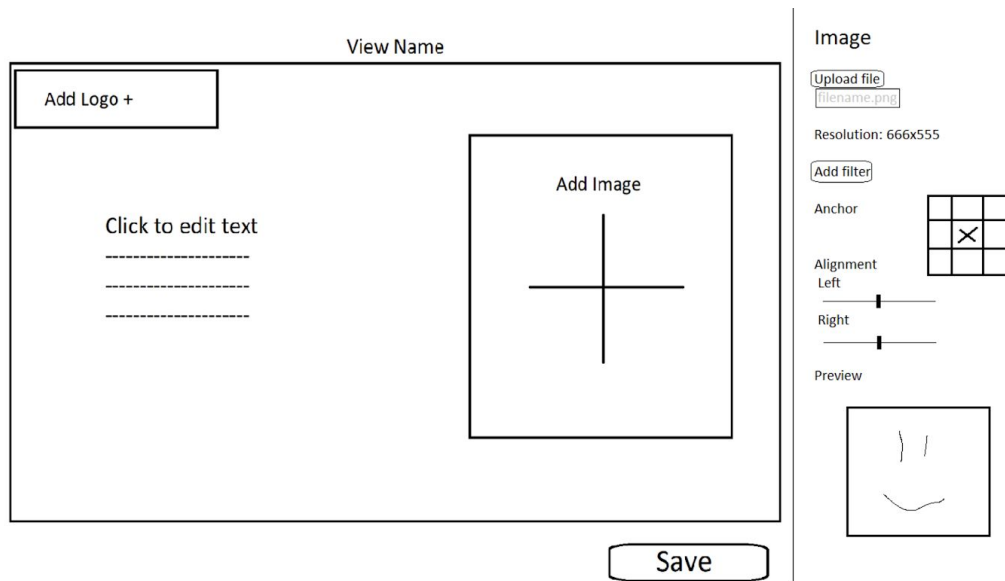 View Name
Add Logo +
Click to edit text
Add Image
Save
Image
Upload file
filename.png
Resolution: 666x555
Add filter
Anchor
Alignment
Left
Right
Preview